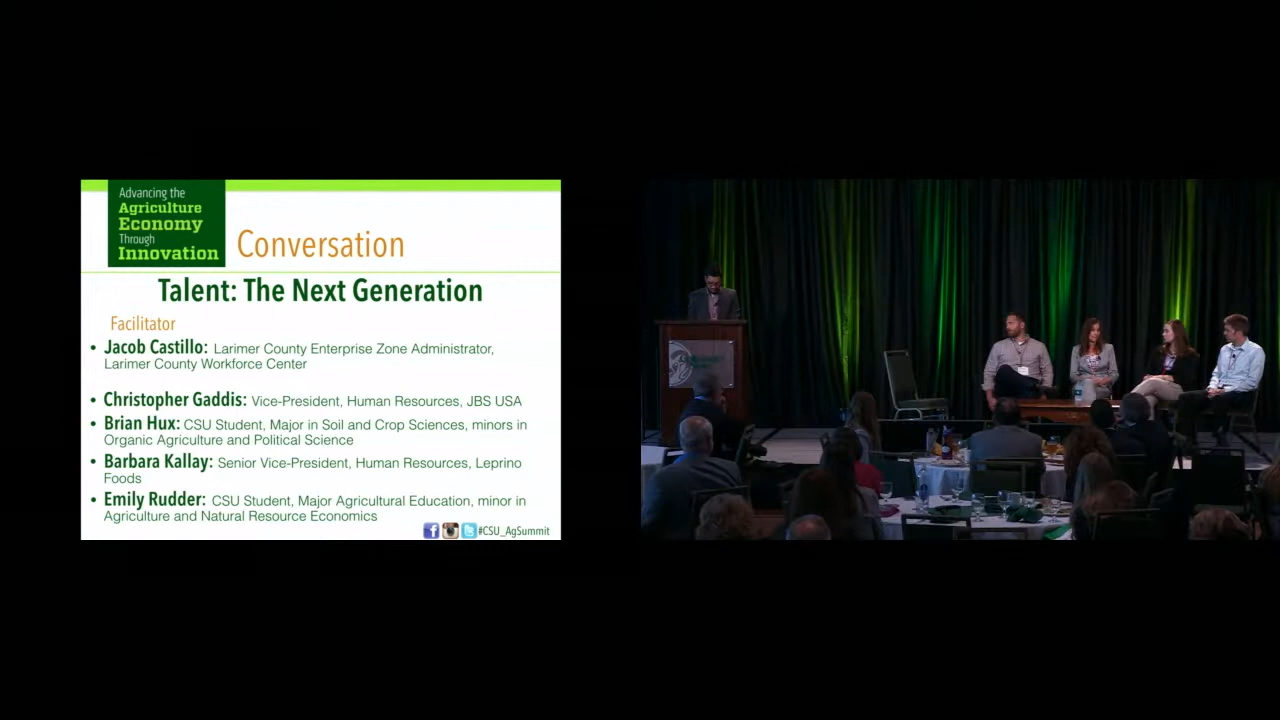 Advancing the
Agriculture
Economy
Through
Innovation
Conversation
Talent: The Next Generation
Facilitator
• Jacob Castillo: Larimer County Enterprise Zone Administrator,
Larimer County Workforce Center
• Christopher Gaddis: Vice-President, Human Resources, JBS USA
• Brian Hux: CSU Student, Major in Soil and Crop Sciences, minors in
Organic Agriculture and Political Science
• Barbara Kallay: Senior Vice-President, Human Resources, Leprino
Foods
• Emily Rudder: CSU Student, Major Agricultural Education, minor in
Agriculture and Natural Resource Economics
#CSU_AgSummit